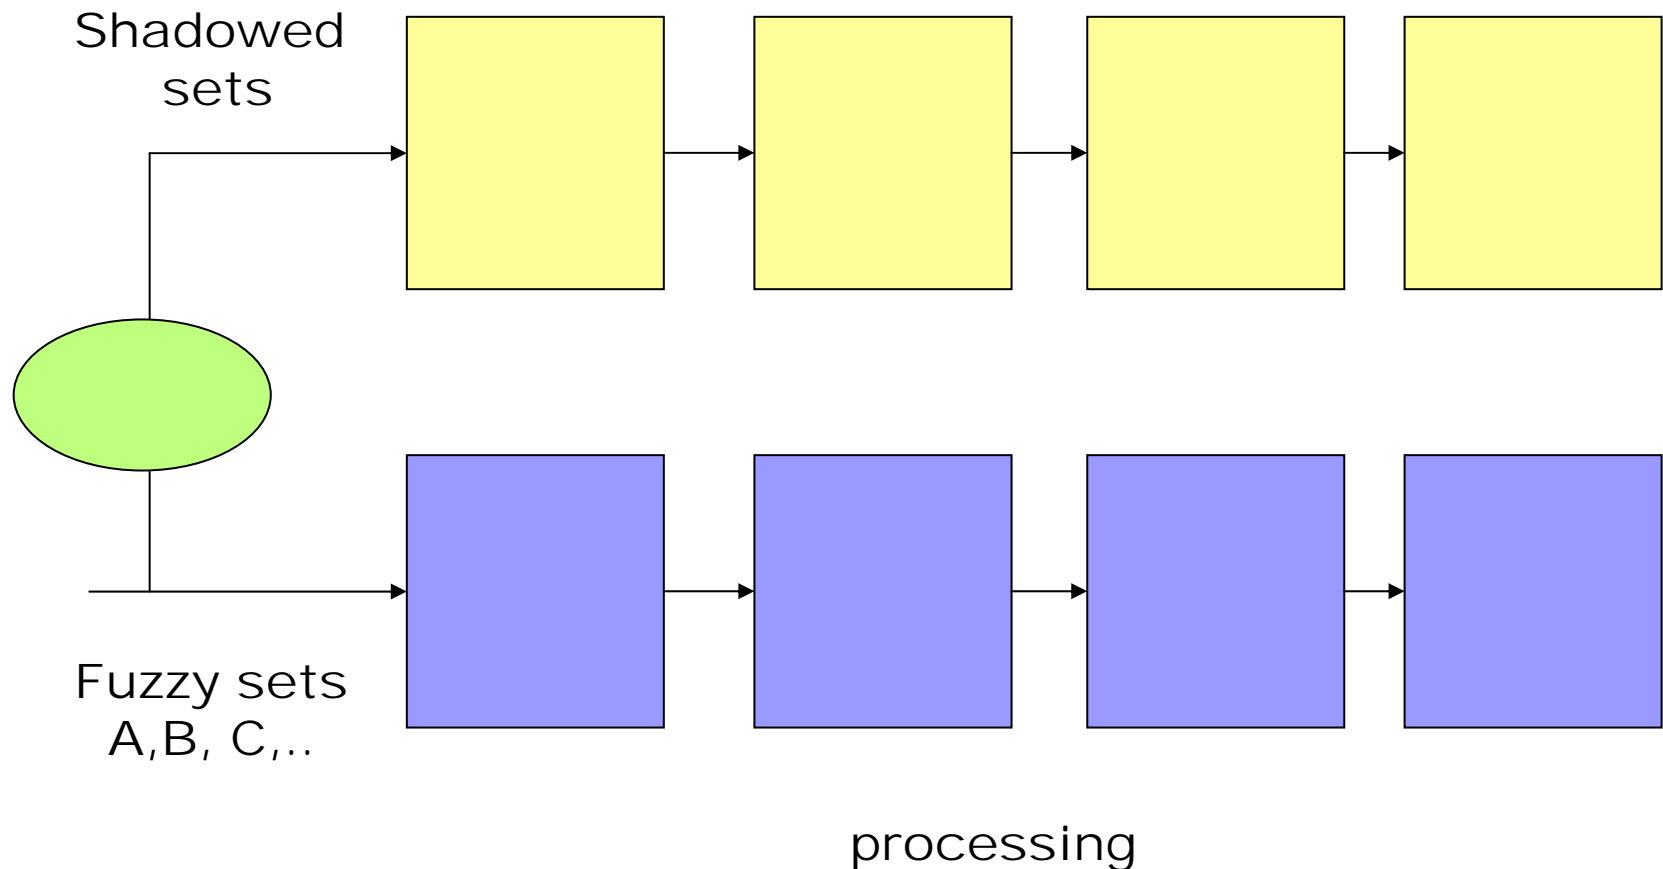 Shadowed
sets
Fuzzy sets
A,B, C,..
processing